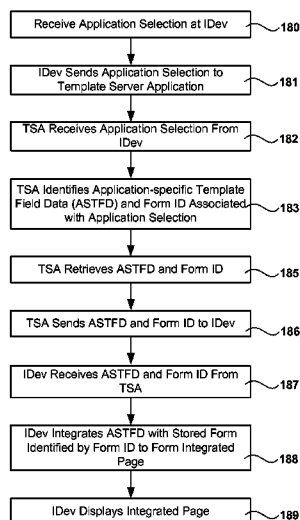 Receive Application Selection at IDev
180
IDev Sends Application Selection to
Template Server Application
181
TSA Receives Application Selection From
IDev
182
TSA Identifies Application-specific Template
Field Data (ASTFD) and Form ID Associated
with Application Selection
183
TSA Retrieves ASTFD and Form ID
185
TSA Sends ASTFD and Form ID to IDev
186
IDev Receives ASTFD and Form ID From
TSA
187
IDev Integrates ASTFD with Stored Form
Identified by Form ID to Form Integrated
Page
188
IDev Displays Integrated Page
189